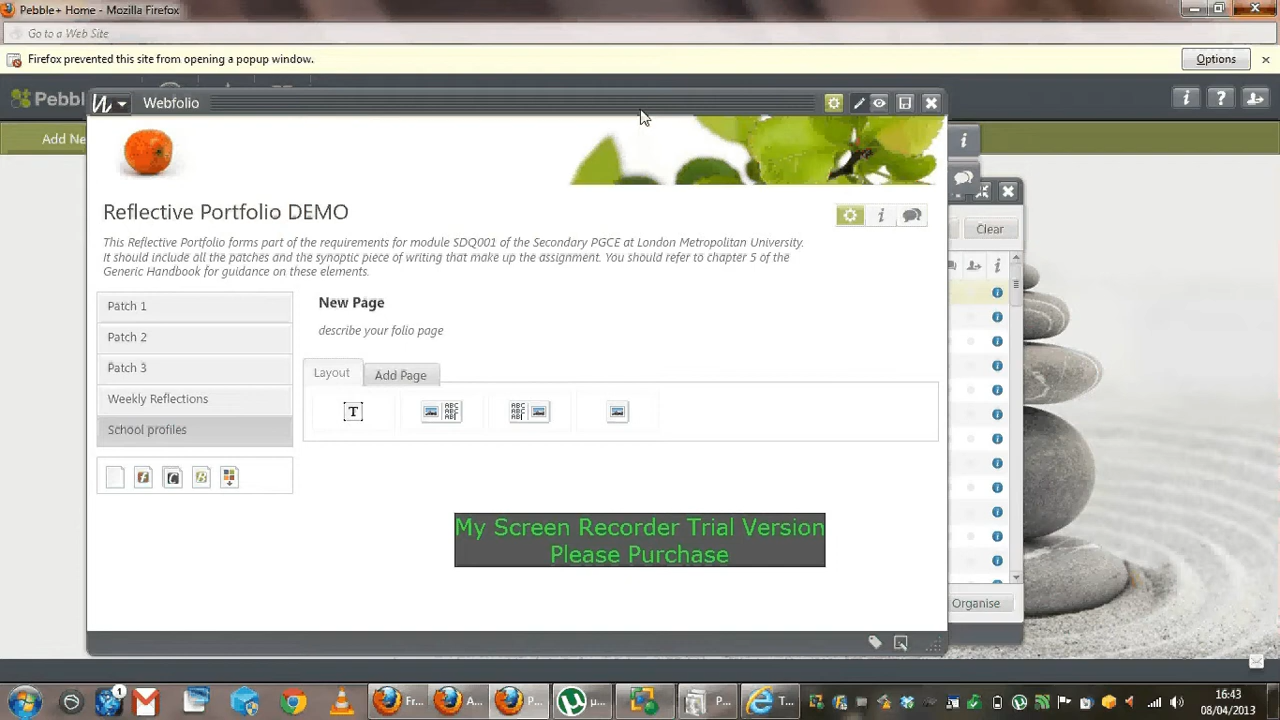 Pebble+ Home - Mozilla Firefox
Go to a Web Site
Firefox prevented this site from opening a popup window.
Options
Pebbl
Webfolio
Add Ne
Reflective Portfolio DEMO
This Reflective Portfolio forms part of the requirements for module SDQ001 of the Secondary PGCE at London Metropolitan University.
It should include all the patches and the synoptic piece of writing that make up the assignment. You should refer to chapter 5 of the
Generic Handbook for guidance on these elements.
Clear
Patch 1
Patch 2
Patch 3
Weekly Reflections
School profiles
New Page
describe your folio page
Layout
Add Page
T
ABC
ABC
My Screen Recorder Trial Version
Please Purchase
Organise
1
Fr...
A...
P...
μ...
P...
T...
16:43
08/04/2013